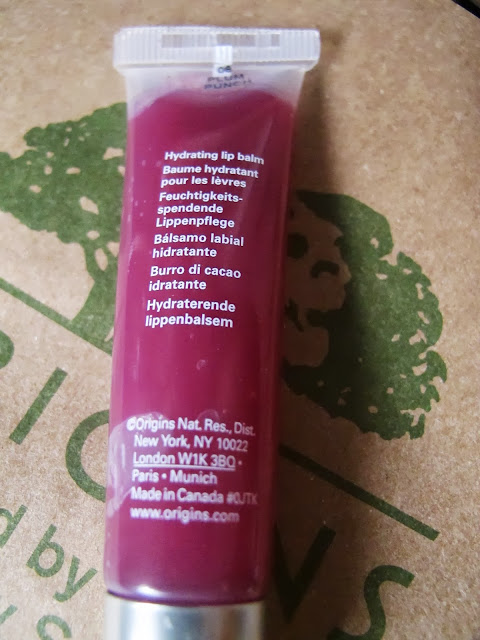 06
PLUM
PUNCH
Hydrating lip balm
Baume hydratant
pour les lèvres
Feuchtigkeits-
spendende
Lippenpflege
Bálsamo labial
hidratante
Burro di cacao
idratante
Hydraterende
lippenbalsem
©Origins Nat. Res., Dist.
New York, NY 10022
London W1K 3BQ •
Paris • Munich
Made in Canada #0JTK
www.origins.com